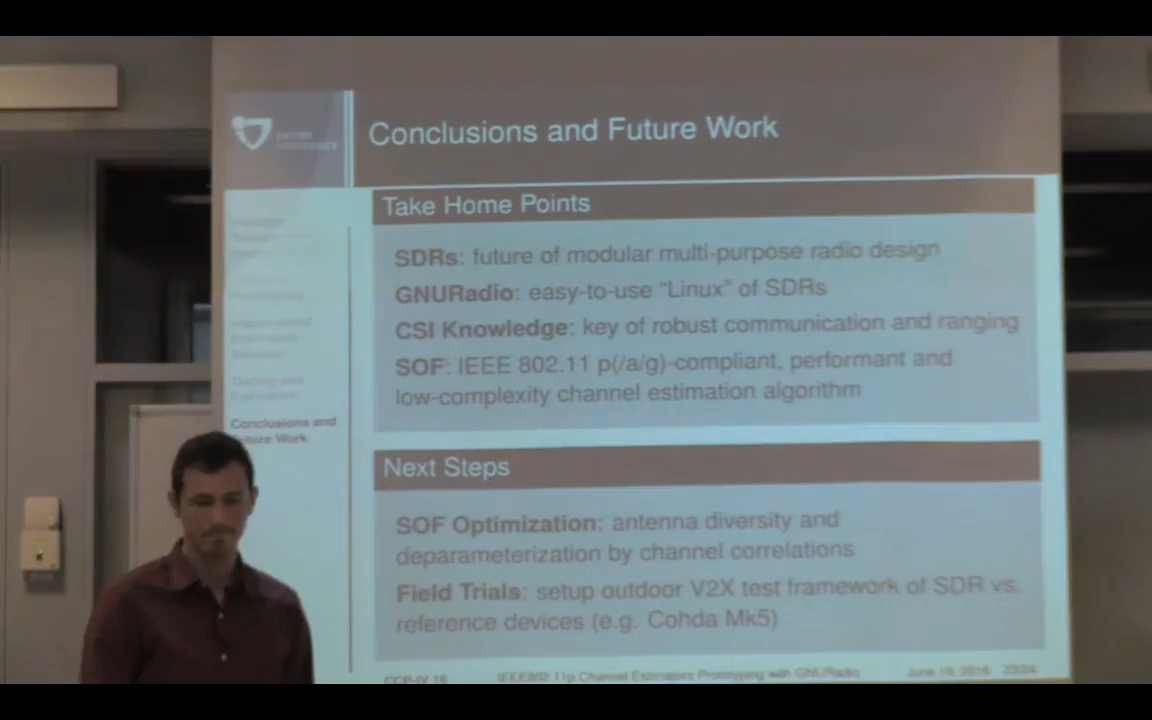 Conclusions and Future Work
Take Home Points
SDRs: future of modular multi-purpose radio design
GNURadio: easy-to-use “Linux” of SDRs
CSI Knowledge: key of robust communication and ranging
SOF: IEEE 802.11 p(/a/g)-compliant, performant and
low-complexity channel estimation algorithm
Conclusions and
Future Work
Next Steps
SOF Optimization: antenna diversity and
deparameterization by channel correlations
Field Trials: setup outdoor V2X test framework of SDR vs.
reference devices (e.g. Cohda Mk5)
IEEE802.11p Channel Estimators Prototyping with GNURadio